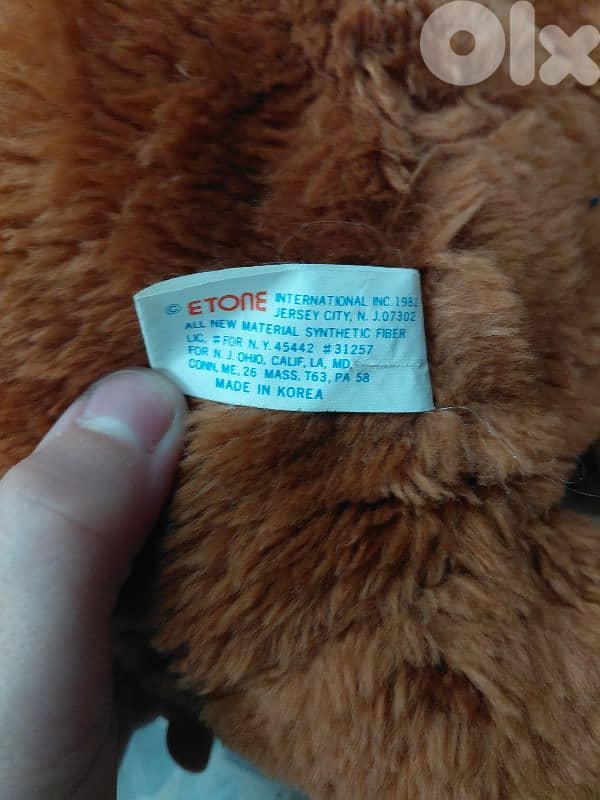 Olx
© ETONE INTERNATIONAL INC. 1982
JERSEY CITY, N. J. 07302
ALL NEW MATERIAL SYNTHETIC FIBER
LIC, # FOR N. Y. 45442 #31257
FOR N. J. OHIO, CALIF, LA, MD,
CONN, ME. 26 MASS, T63, PA 58
MADE IN KOREA